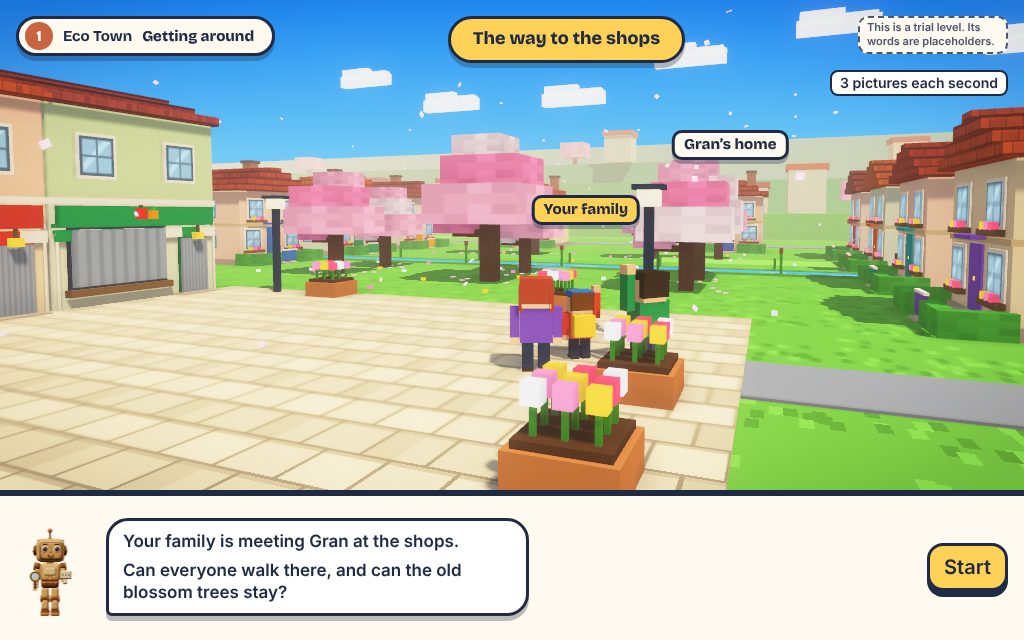 1 Eco Town Getting around
The way to the shops
This is a trial level. Its
words are placeholders.
3 pictures each second
Gran's home
Your family
Your family is meeting Gran at the shops.
Can everyone walk there, and can the old
blossom trees stay?
Start